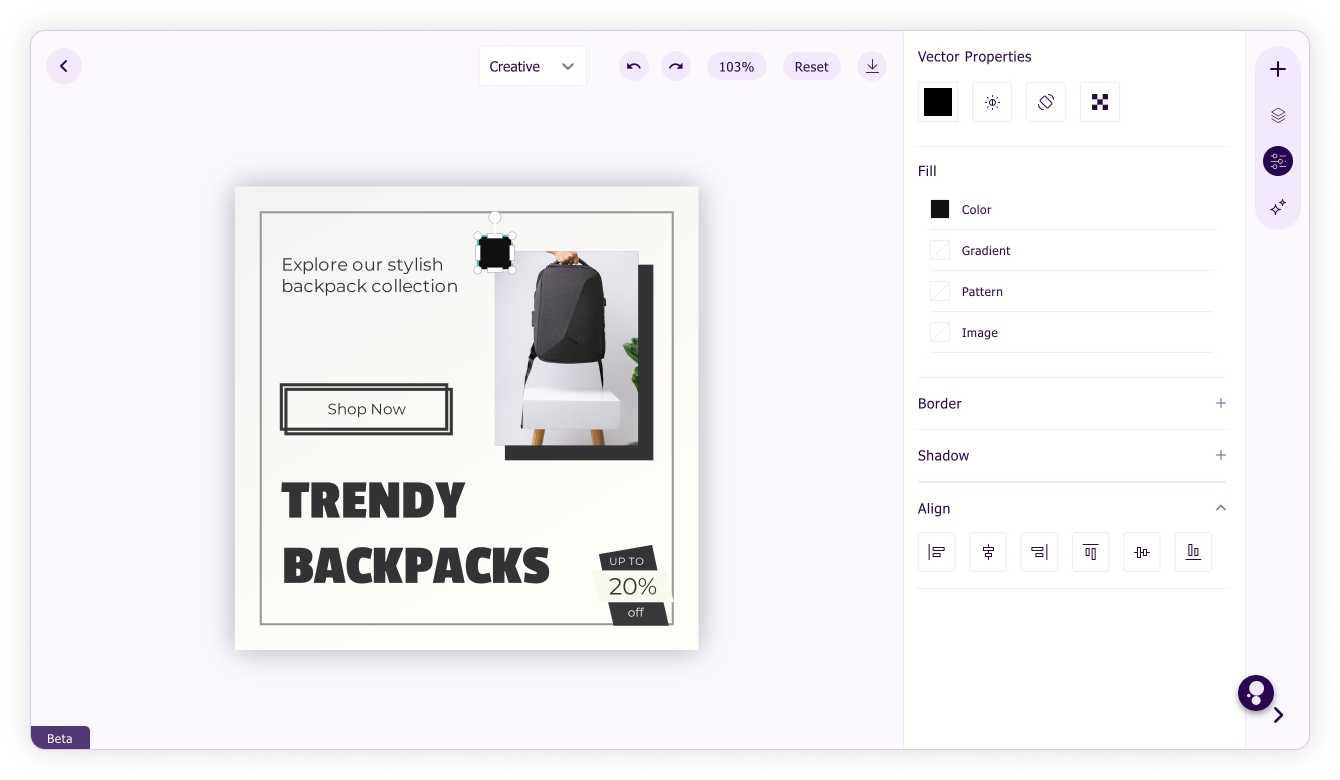 Creative
103%
Reset
Vector Properties
Fill
Color
Gradient
Pattern
Image
Border
Shadow
Align
Explore our stylish
backpack collection
Shop Now
TRENDY
BACKPACKS
UP TO
20%
off
Beta